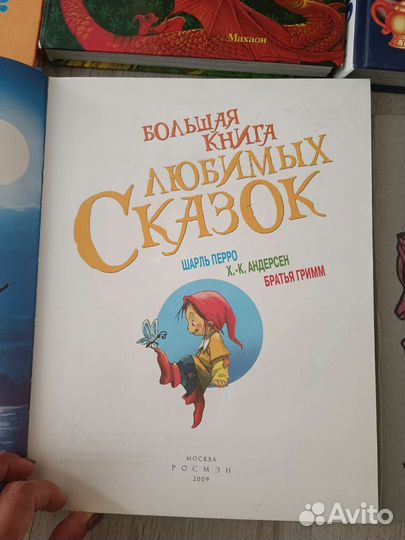 Махаон
БОЛЬШАЯ
КНИГА
ЛЮБИМЫХ
СКАЗОК
ШАРЛЬ ПЕРРО
Х.-К. АНДЕРСЕН
БРАТЬЯ ГРИММ
МОСКВА
РОСМЭН
2009
Avito